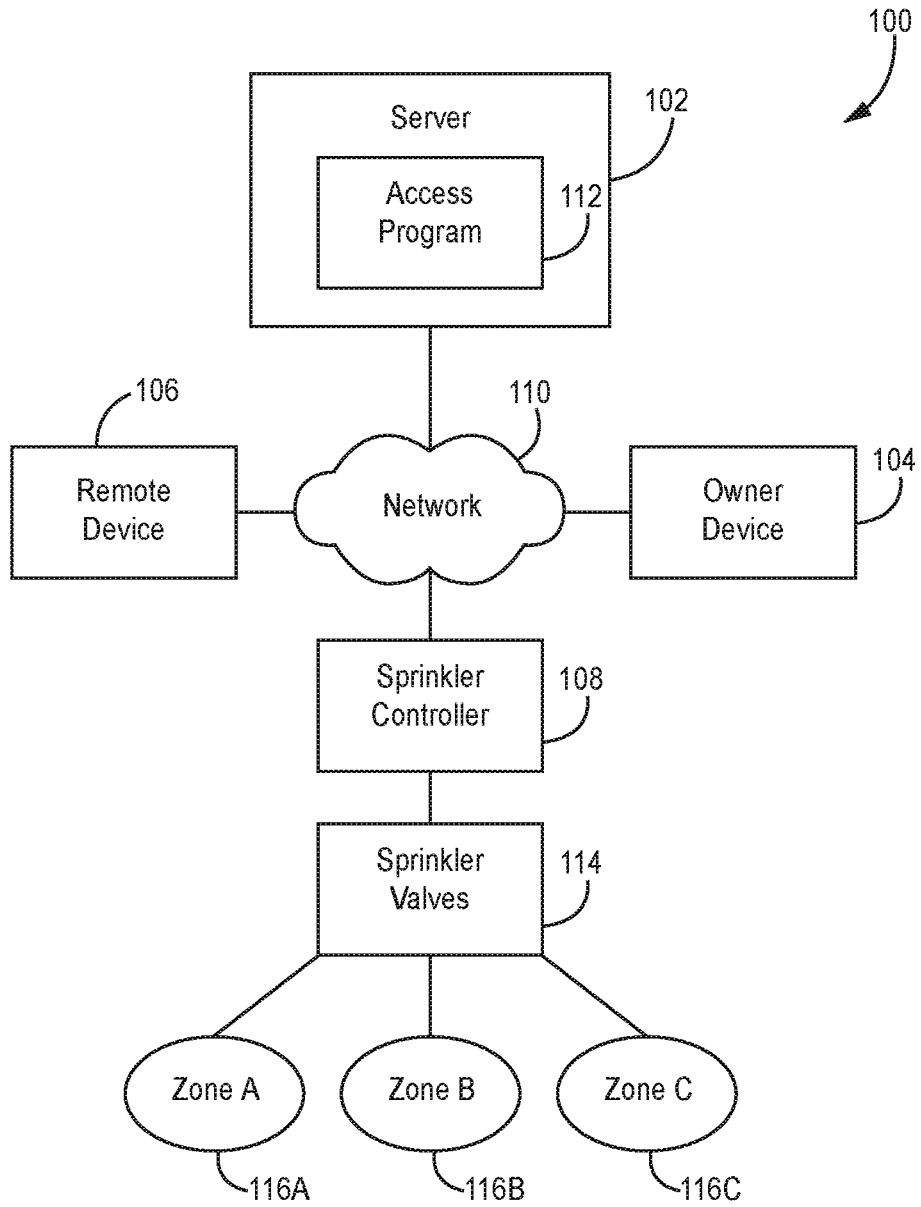 100
Server
102
Access
Program
112
106
110
Remote
Device
Network
Owner
Device
104
Sprinkler
Controller
108
Sprinkler
Valves
114
Zone A
Zone B
Zone C
116A
116B
116C